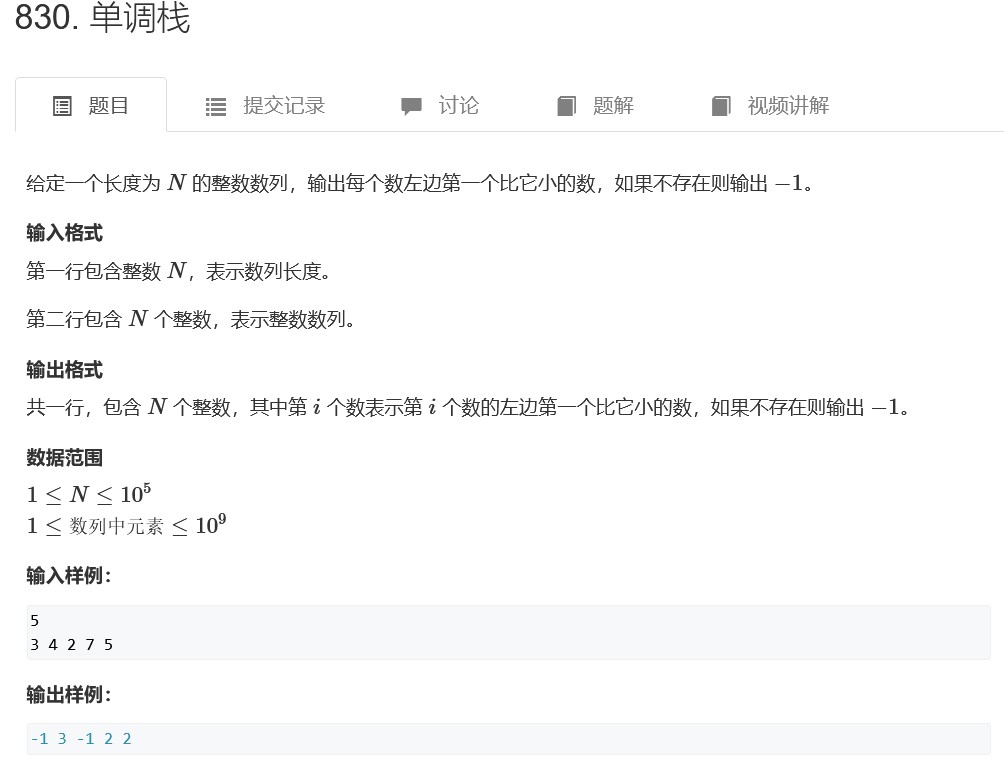 830. 单调栈
题目 提交记录 讨论 题解 视频讲解
给定一个长度为 N 的整数数列，输出每个数左边第一个比它小的数，如果不存在则输出 −1。
输入格式
第一行包含整数 N，表示数列长度。
第二行包含 N 个整数，表示整数数列。
输出格式
共一行，包含 N 个整数，其中第 i 个数表示第 i 个数的左边第一个比它小的数，如果不存在则输出 −1。
数据范围
1 ≤ N ≤ 10⁵
1 ≤ 数列中元素 ≤ 10⁹
输入样例：
5
3 4 2 7 5
输出样例：
-1 3 -1 2 2